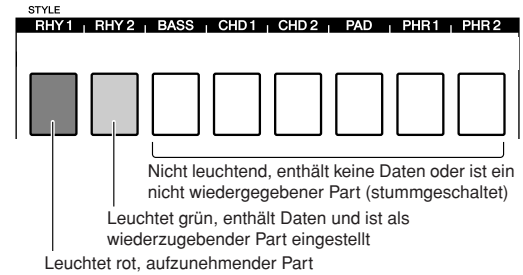 STYLE
RHY 1 RHY 2 BASS CHD 1 CHD 2 PAD PHR 1 PHR 2
Nicht leuchtend, enthält keine Daten oder ist ein
nicht wiedergegebener Part (stummgeschaltet)
Leuchtet grün, enthält Daten und ist als
wiederzugebender Part eingestellt
Leuchtet rot, aufzunehmender Part